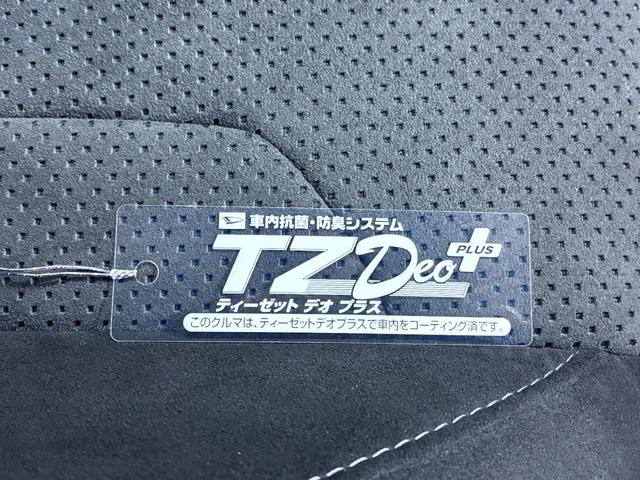 車内抗菌・防臭システム
TZ Deo PLUS
ティーゼット デオ プラス
このクルマは、ティーゼットデオプラスで車内をコーティング済です。